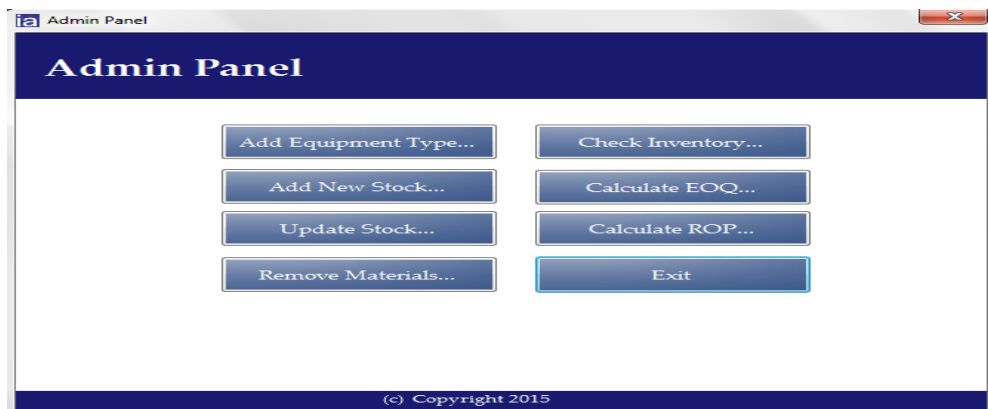 ia Admin Panel
Admin Panel
Add Equipment Type...
Check Inventory...
Add New Stock...
Calculate EOQ...
Update Stock...
Calculate ROP...
Remove Materials...
Exit
(c) Copyright 2015